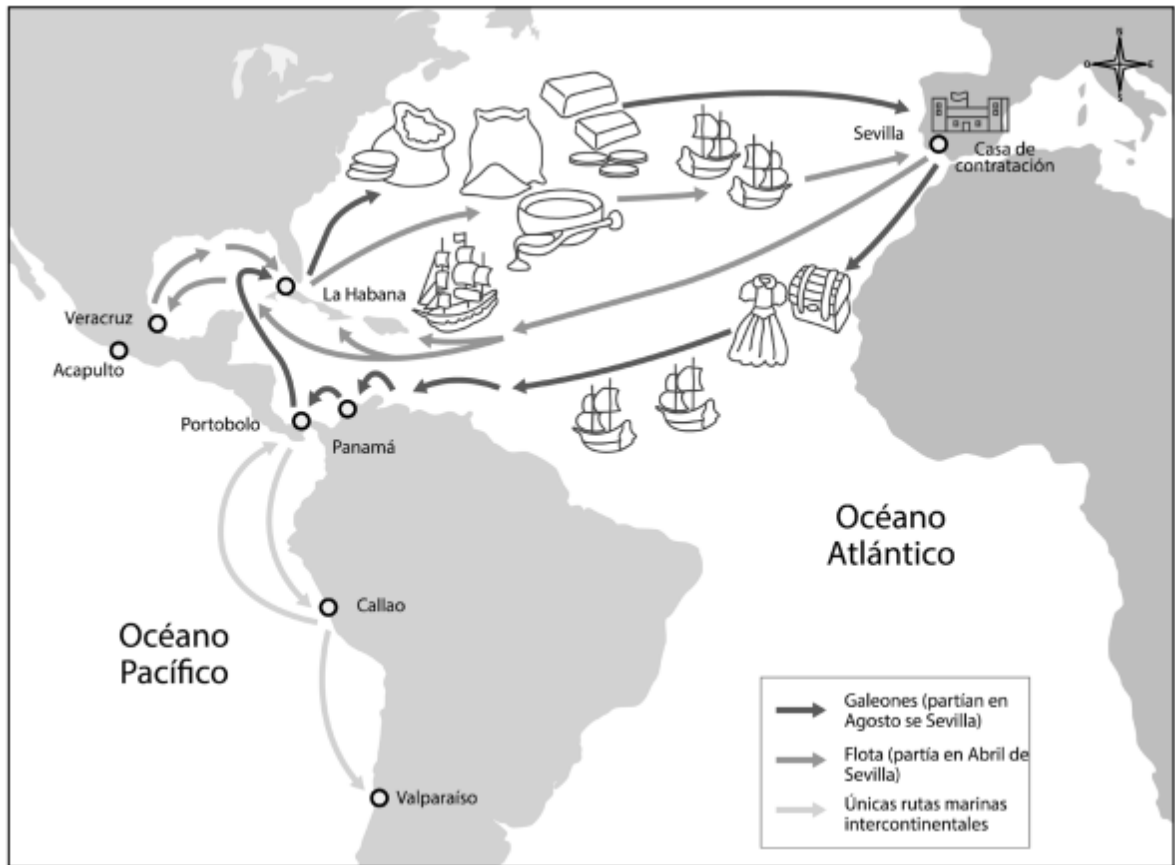 N
O
E
S
Sevilla
Casa de
contratación
La Habana
Veracruz
Acapulto
Portobolo
Panamá
Océano
Atlántico
Callao
Océano
Pacífico
Valparaíso
Galeones (partían en
Agosto se Sevilla)
Flota (partía en Abril de
Sevilla)
Únicas rutas marinas
intercontinentales